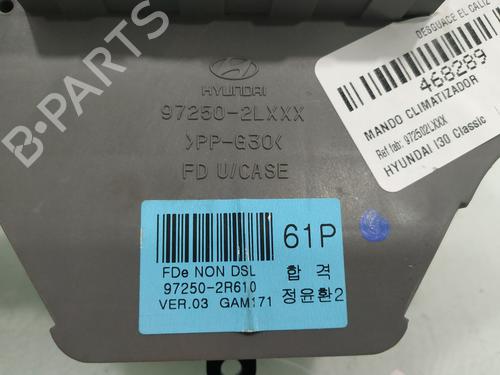 HYUNDAI
97250-2LXXX
>PP-G30<
FD U/CASE
DESGUACE EL CALIZ
468289
MANDO CLIMATIZADOR
Ref.fab: 972502LXXX
HYUNDAI I30 Classic
61P
FDe NON DSL
97250-2R610
VER.03 GAM171
합 격
정윤환2
B-PARTS